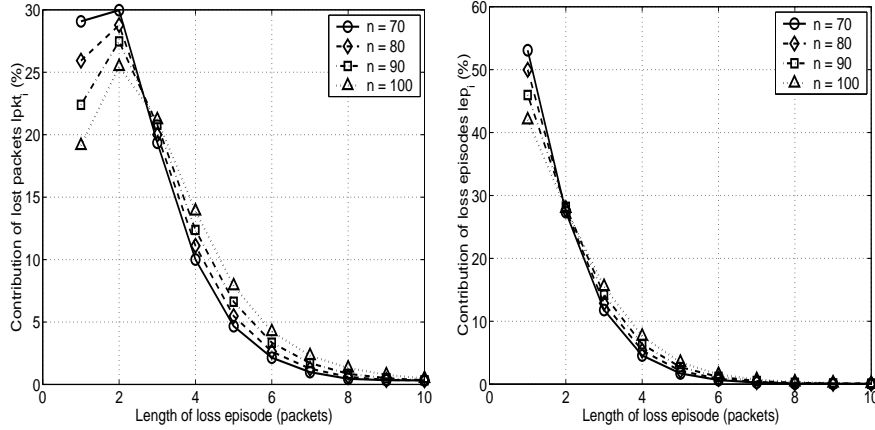 Contribution of lost packets lpkt_i (%)
30
25
20
15
10
5
0
0 2 4 6 8 10
Length of loss episode (packets)
n = 70
n = 80
n = 90
n = 100
Contribution of loss episodes lep_i (%)
60
50
40
30
20
10
0
0 2 4 6 8 10
Length of loss episode (packets)
n = 70
n = 80
n = 90
n = 100